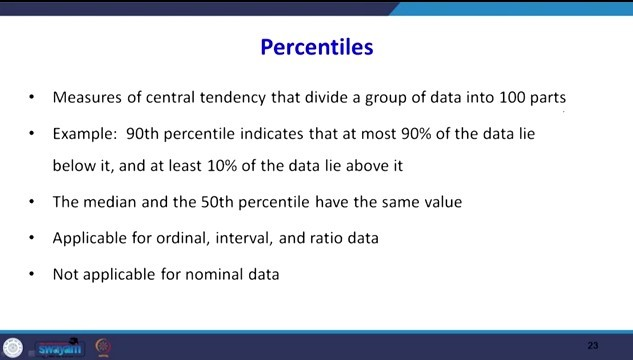 Percentiles
• Measures of central tendency that divide a group of data into 100 parts
• Example: 90th percentile indicates that at most 90% of the data lie
below it, and at least 10% of the data lie above it
• The median and the 50th percentile have the same value
• Applicable for ordinal, interval, and ratio data
• Not applicable for nominal data
swayam
23